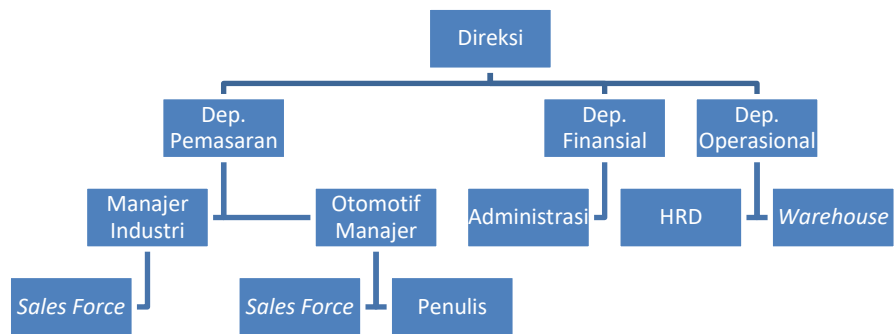 Direksi
Dep.
Pemasaran
Dep.
Finansial
Dep.
Operasional
Manajer
Industri
Otomotif
Manajer
Administrasi
HRD
Warehouse
Sales Force
Sales Force
Penulis